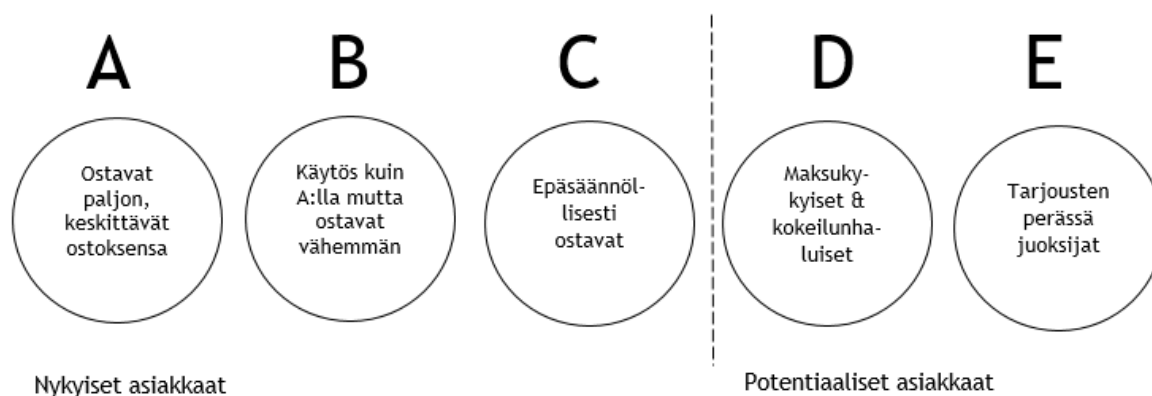 A
B
C
D
E
Ostavat
paljon,
keskittävät
ostoksensa
Käytös kuin
A:lla mutta
ostavat
vähemmän
Epäsäännöl-
lisesti
ostavat
Maksuky-
kyiset &
kokeilunha-
luiset
Tarjousten
perässä
juoksijat
Nykyiset asiakkaat
Potentiaaliset asiakkaat